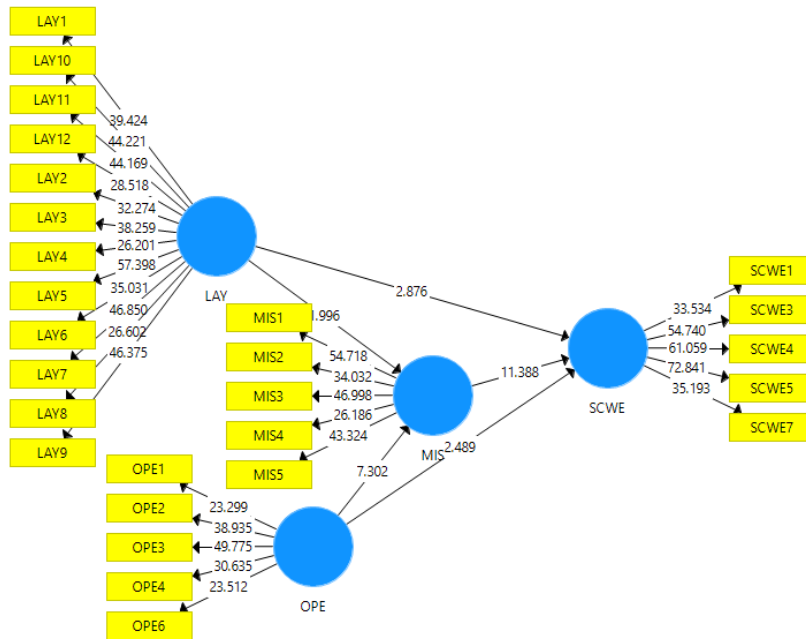 LAY1
LAY10
LAY11
LAY12
LAY2
LAY3
LAY4
LAY5
LAY6
LAY7
LAY8
LAY9
39.424
44.221
44.169
28.518
32.274
38.259
26.201
57.398
35.031
46.850
26.602
46.375
LAY
2.876
MIS1
MIS2
MIS3
MIS4
MIS5
54.718
34.032
46.998
26.186
43.324
MIS
11.388
2.489
7.302
OPE1
OPE2
OPE3
OPE4
OPE6
23.299
38.935
49.775
30.635
23.512
OPE
SCWE
33.534
54.740
61.059
72.841
35.193
SCWE1
SCWE3
SCWE4
SCWE5
SCWE7